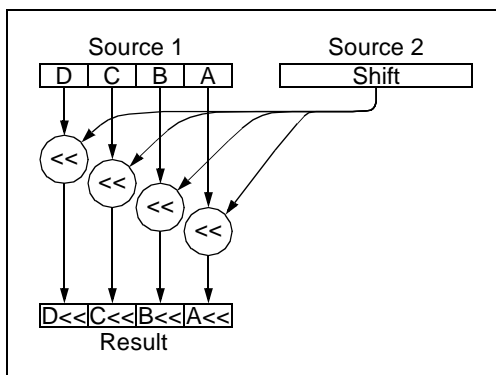 Source 1 Source 2
D C B A Shift
<<
<<
<<
<<
D<< C<< B<< A<<
Result